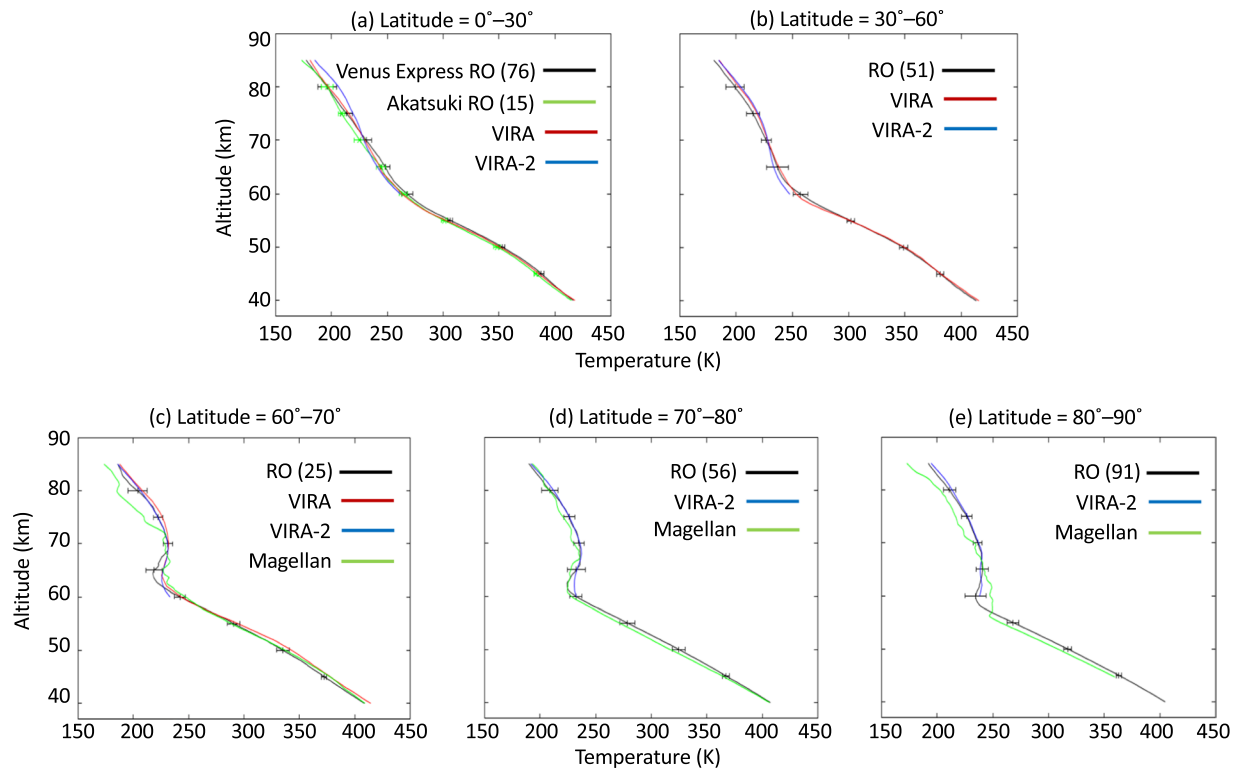 (a) Latitude = 0˚–30˚
(b) Latitude = 30˚–60˚
90
80
70
60
50
40
Altitude (km)
Venus Express RO (76)
Akatsuki RO (15)
VIRA
VIRA-2
RO (51)
VIRA
VIRA-2
150 200 250 300 350 400 450
150 200 250 300 350 400 450
Temperature (K)
(c) Latitude = 60˚–70˚
(d) Latitude = 70˚–80˚
(e) Latitude = 80˚–90˚
90
80
70
60
50
40
Altitude (km)
RO (25)
VIRA
VIRA-2
Magellan
RO (56)
VIRA-2
Magellan
RO (91)
VIRA-2
Magellan
150 200 250 300 350 400 450
150 200 250 300 350 400 450
150 200 250 300 350 400 450
Temperature (K)